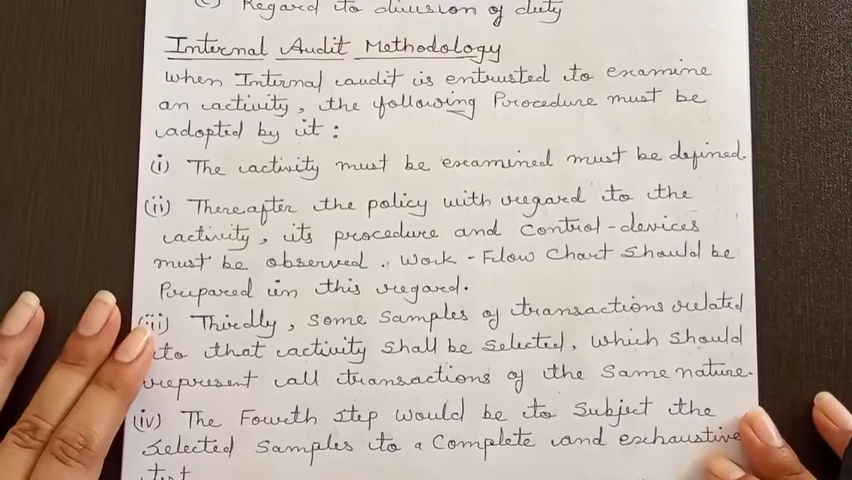 (c) Regard to division of duty
Internal Audit Methodology
When Internal audit is entrusted to examine
an activity, the following Procedure must be
adopted by it :
(i) The activity must be examined must be defined.
(ii) Thereafter the policy with regard to the
activity, its procedure and control-devices
must be observed. Work-Flow Chart should be
Prepared in this regard.
(iii) Thirdly, some samples of transactions related
to that activity shall be selected, which should
represent all transactions of the same nature.
(iv) The Fourth step would be to subject the
selected samples to a complete and exhaustive
test